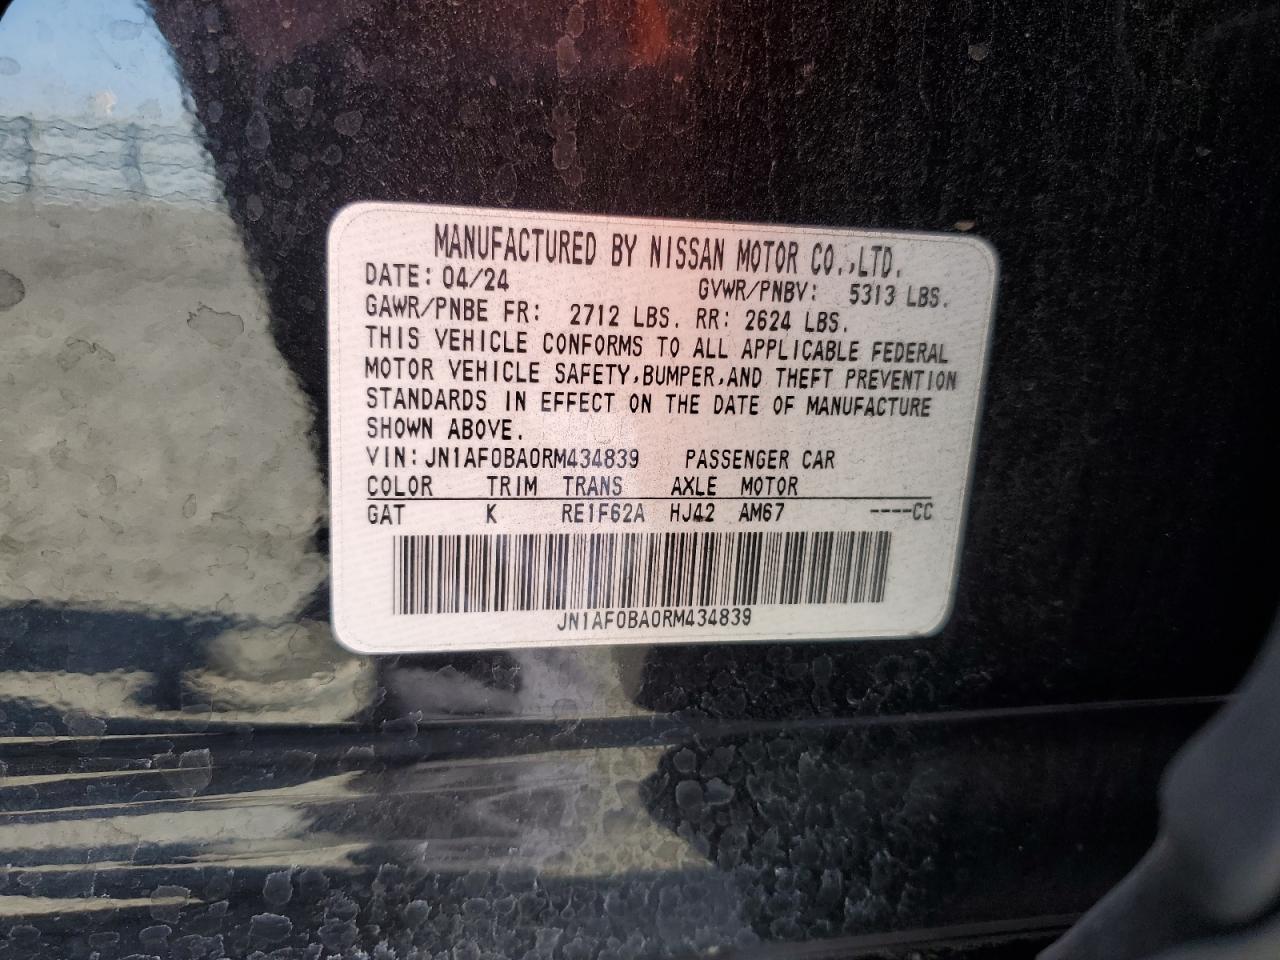 MANUFACTURED BY NISSAN MOTOR CO.,LTD.
DATE: 04/24 GVWR/PNBV: 5313 LBS.
GAWR/PNBE FR: 2712 LBS. RR: 2624 LBS.
THIS VEHICLE CONFORMS TO ALL APPLICABLE FEDERAL
MOTOR VEHICLE SAFETY,BUMPER,AND THEFT PREVENTION
STANDARDS IN EFFECT ON THE DATE OF MANUFACTURE
SHOWN ABOVE.
VIN: JN1AF0BA0RM434839 PASSENGER CAR
COLOR TRIM TRANS AXLE MOTOR
GAT K RE1F62A HJ42 AM67 ----CC
JN1AF0BA0RM434839